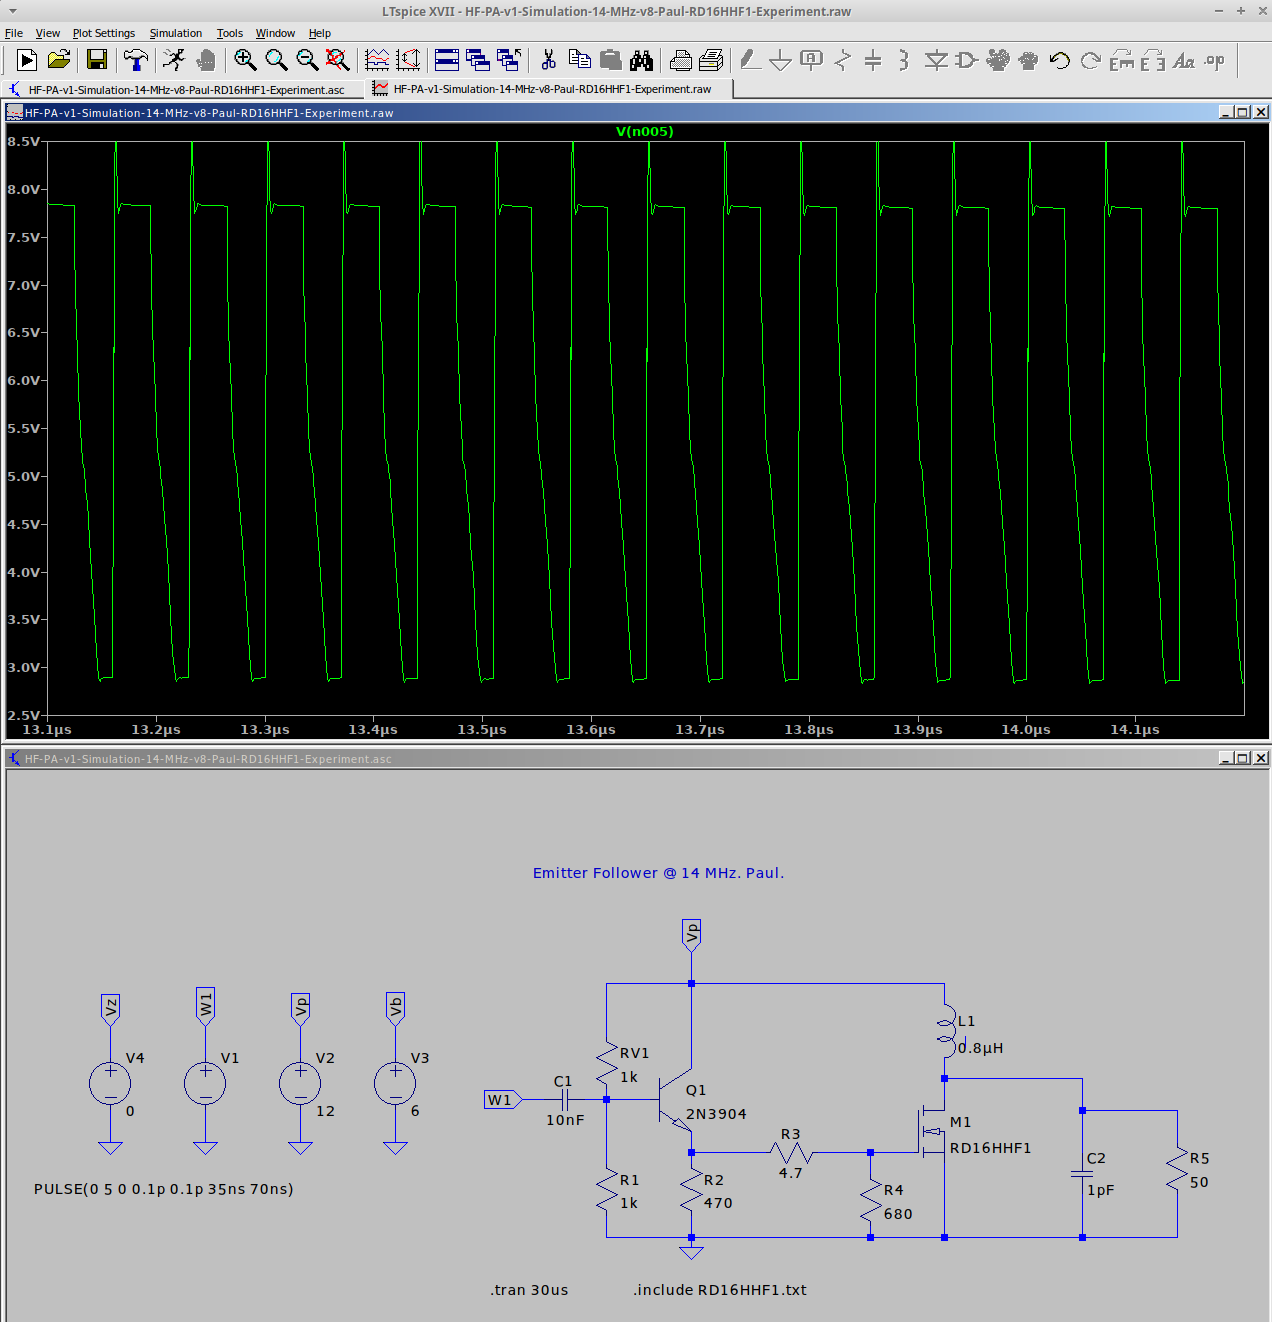 LTspice XVII - HF-PA-v1-Simulation-14-MHz-v8-Paul-RD16HHF1-Experiment.raw
File View Plot Settings Simulation Tools Window Help
HF-PA-v1-Simulation-14-MHz-v8-Paul-RD16HHF1-Experiment.asc HF-PA-v1-Simulation-14-MHz-v8-Paul-RD16HHF1-Experiment.raw
HF-PA-v1-Simulation-14-MHz-v8-Paul-RD16HHF1-Experiment.raw
V(n005)
8.5V
8.0V
7.5V
7.0V
6.5V
6.0V
5.5V
5.0V
4.5V
4.0V
3.5V
3.0V
2.5V
13.1µs 13.2µs 13.3µs 13.4µs 13.5µs 13.6µs 13.7µs 13.8µs 13.9µs 14.0µs 14.1µs
HF-PA-v1-Simulation-14-MHz-v8-Paul-RD16HHF1-Experiment.asc
Emitter Follower @ 14 MHz. Paul.
Vp
Vz W1 Vp Vb
V4 V1 V2 V3
0 12 6
PULSE(0 5 0 0.1p 0.1p 35ns 70ns)
L1
0.8µH
RV1
1k
C1
W1
10nF
Q1
2N3904
M1
RD16HHF1
R3
4.7
C2
1pF
R5
50
R1
1k
R2
470
R4
680
.tran 30us .include RD16HHF1.txt